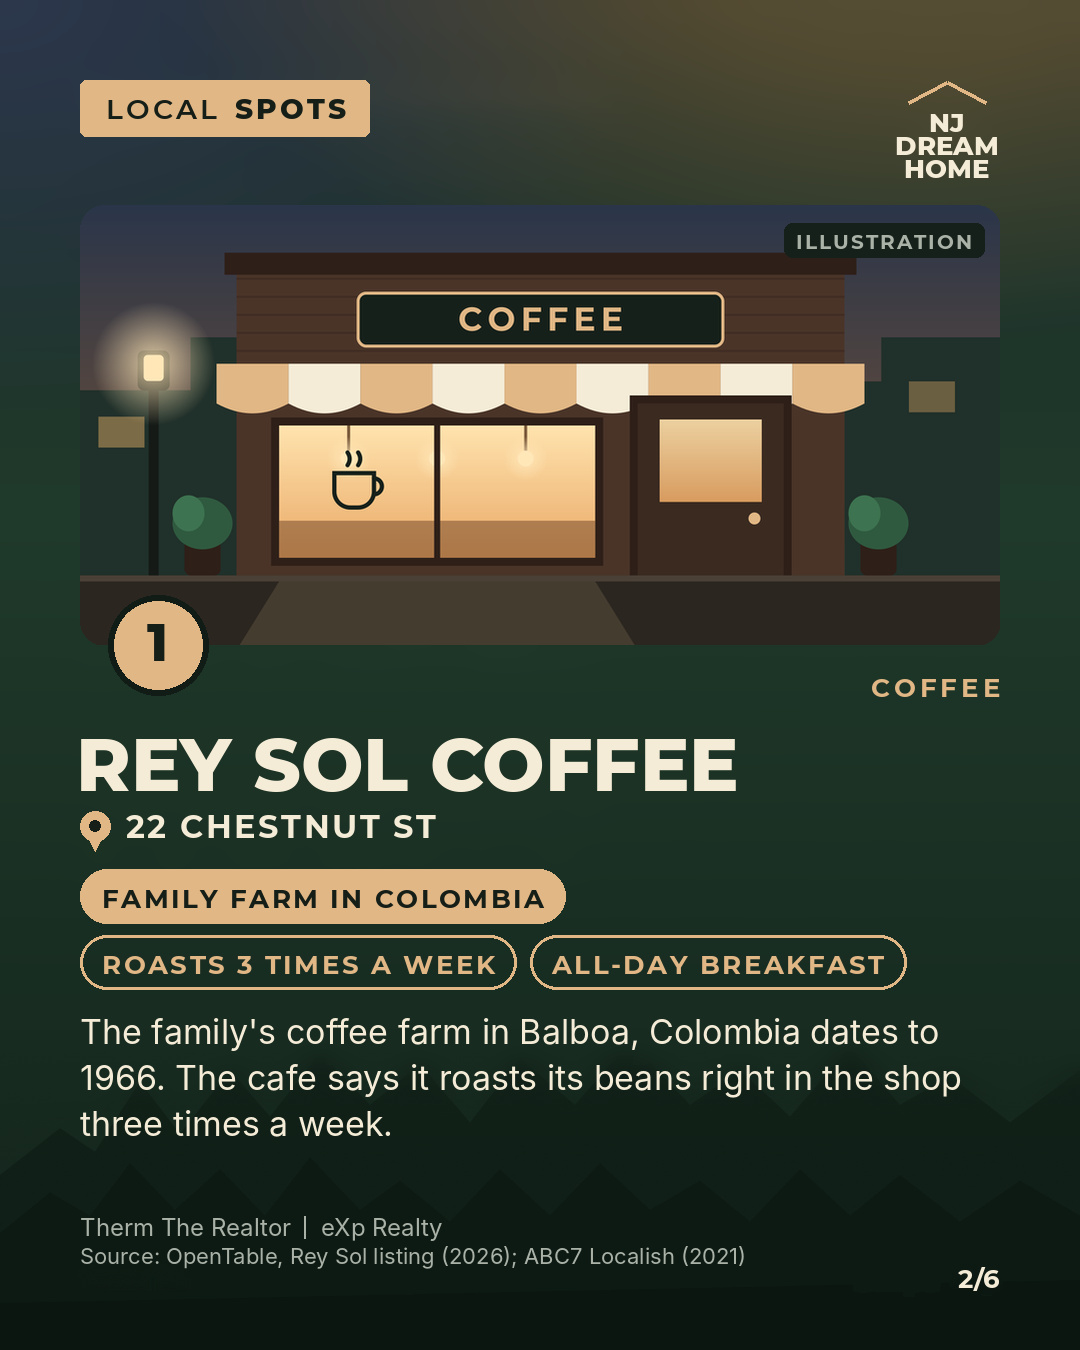 LOCAL SPOTS
NJ
DREAM
HOME
ILLUSTRATION
COFFEE
1
COFFEE
REY SOL COFFEE
22 CHESTNUT ST
FAMILY FARM IN COLOMBIA
ROASTS 3 TIMES A WEEK
ALL-DAY BREAKFAST
The family's coffee farm in Balboa, Colombia dates to
1966. The cafe says it roasts its beans right in the shop
three times a week.
Therm The Realtor | eXp Realty
Source: OpenTable, Rey Sol listing (2026); ABC7 Localish (2021)
2/6